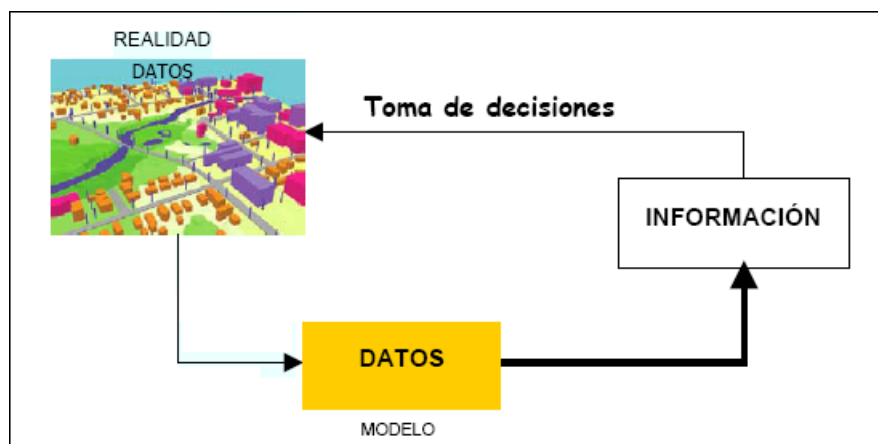 REALIDAD
DATOS
Toma de decisiones
INFORMACIÓN
DATOS
MODELO